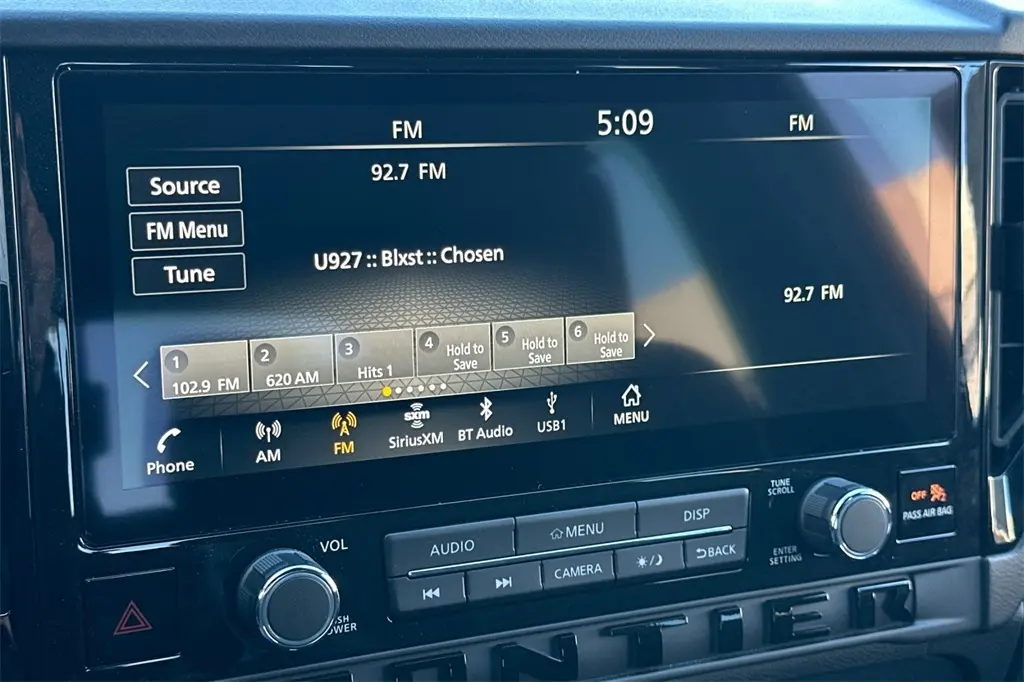 FM
5:09
FM
92.7 FM
Source
FM Menu
Tune
U927 :: Blxst :: Chosen
92.7 FM
1
102.9 FM
2
620 AM
3
Hits 1
4
Hold to
Save
5
Hold to
Save
6
Hold to
Save
Phone
AM
FM
sxm
SiriusXM
BT Audio
USB1
MENU
VOL
AUDIO
MENU
DISP
CAMERA
BACK
TUNE
SCROLL
ENTER
SETTING
OFF
PASS AIR BAG
NTIER